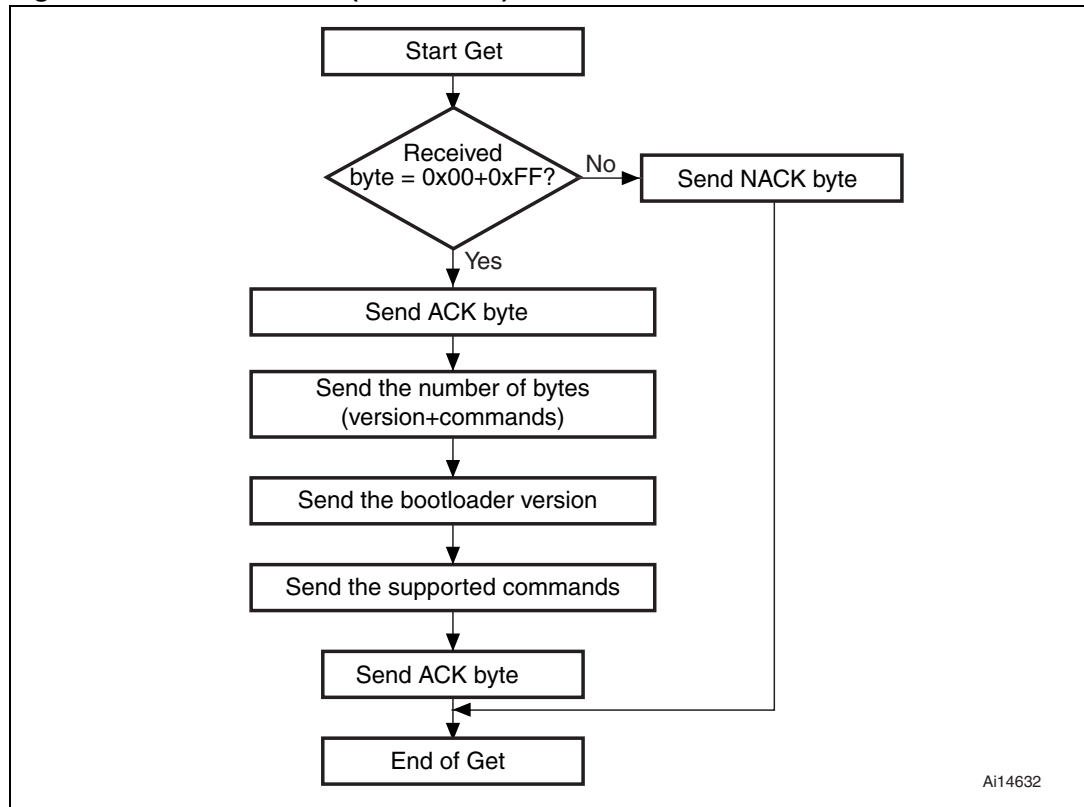 Start Get
Received
byte = 0x00+0xFF?
No
Send NACK byte
Yes
Send ACK byte
Send the number of bytes
(version+commands)
Send the bootloader version
Send the supported commands
Send ACK byte
End of Get
Ai14632